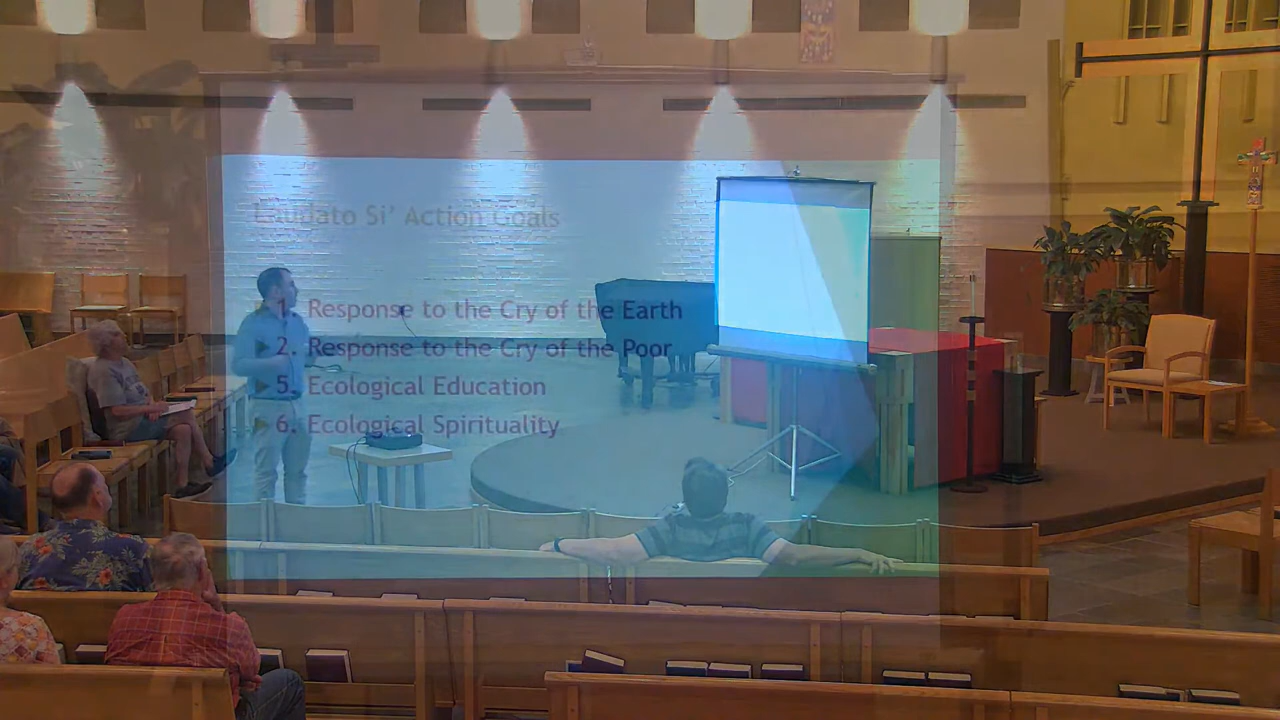 Laudato Si' Action Goals
1. Response to the Cry of the Earth
2. Response to the Cry of the Poor
5. Ecological Education
6. Ecological Spirituality